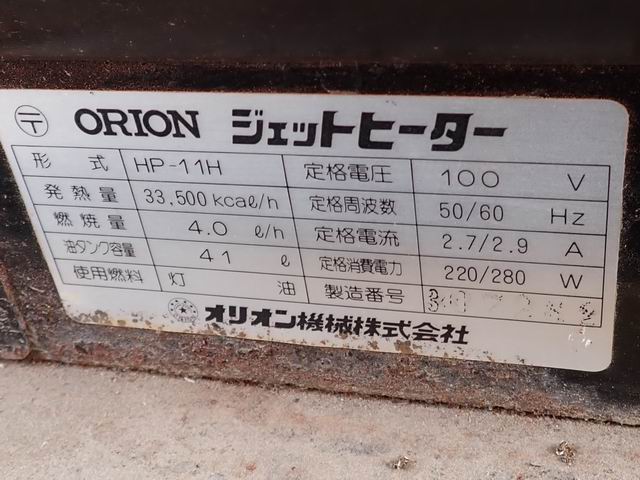 〒 ORION ジェットヒーター
形式 HP-11H 定格電圧 100 V
発熱量 33,500 kcal/h 定格周波数 50/60 Hz
燃焼量 4.0 ℓ/h 定格電流 2.7/2.9 A
油タンク容量 41 ℓ 定格消費電力 220/280 W
使用燃料 灯油 製造番号
オリオン機械株式会社